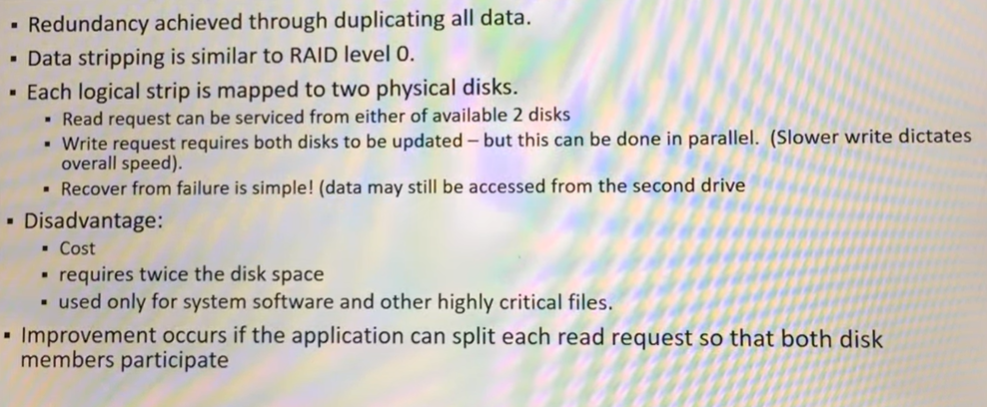 ▪ Redundancy achieved through duplicating all data.
▪ Data stripping is similar to RAID level 0.
▪ Each logical strip is mapped to two physical disks.
▪ Read request can be serviced from either of available 2 disks
▪ Write request requires both disks to be updated – but this can be done in parallel. (Slower write dictates
overall speed).
▪ Recover from failure is simple! (data may still be accessed from the second drive
▪ Disadvantage:
▪ Cost
▪ requires twice the disk space
▪ used only for system software and other highly critical files.
▪ Improvement occurs if the application can split each read request so that both disk
members participate